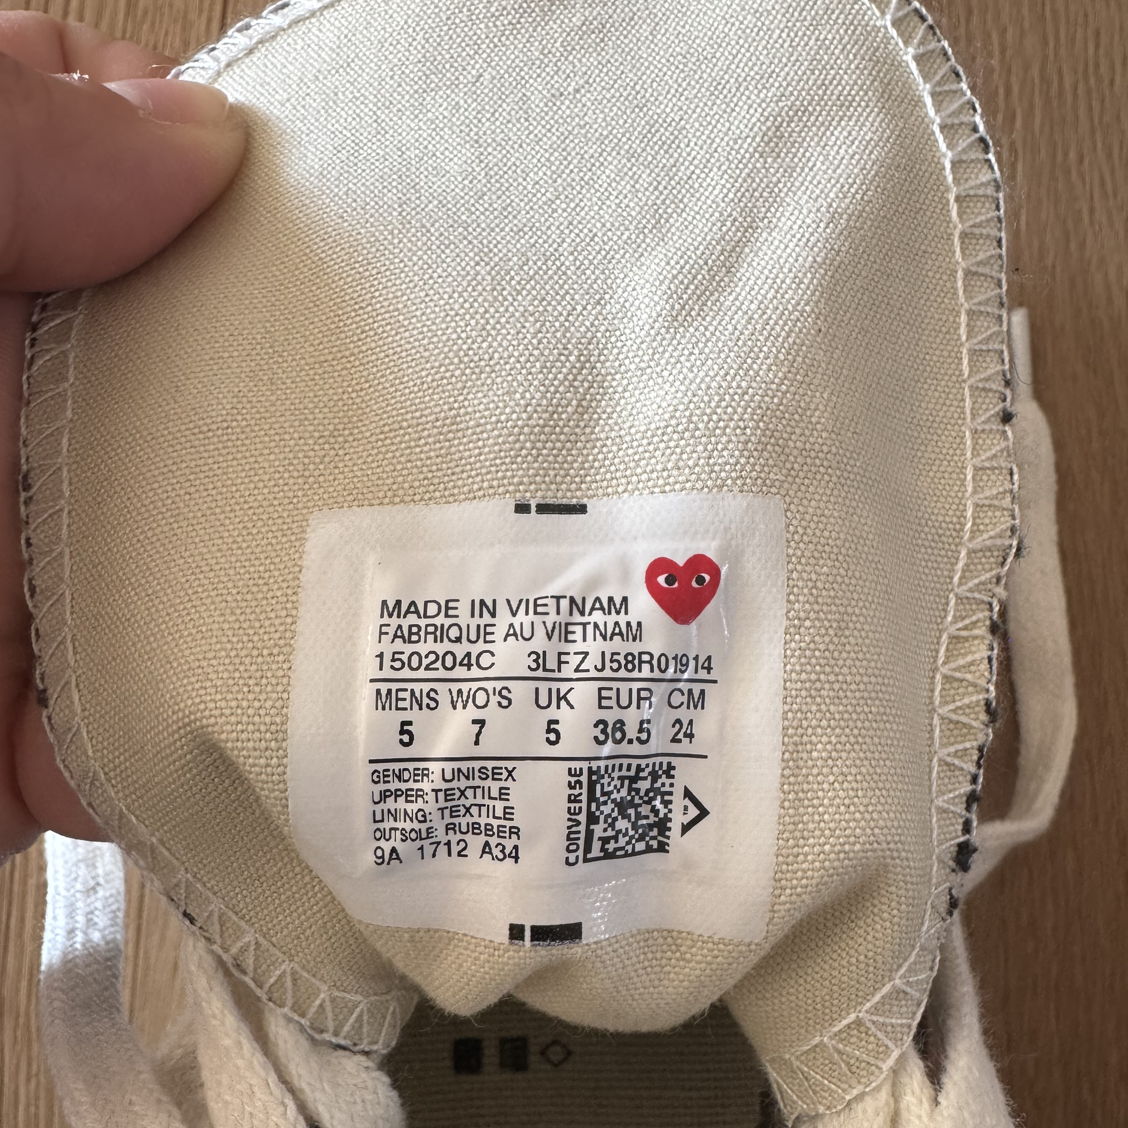 MADE IN VIETNAM
FABRIQUE AU VIETNAM
150204C 3LFZJ58R01914
MENS WO'S UK EUR CM
5 7 5 36.5 24
GENDER: UNISEX
UPPER: TEXTILE
LINING: TEXTILE
OUTSOLE: RUBBER
9A 1712 A34
CONVERSE
TM